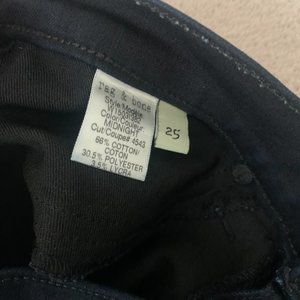 rag & bone
Style/Modele:
Color/Couleur:
MIDNIGHT
Cut/Coupe# 4543
66% COTTON/
COTON
30.5% POLYESTER
3.5% LYCRA
25